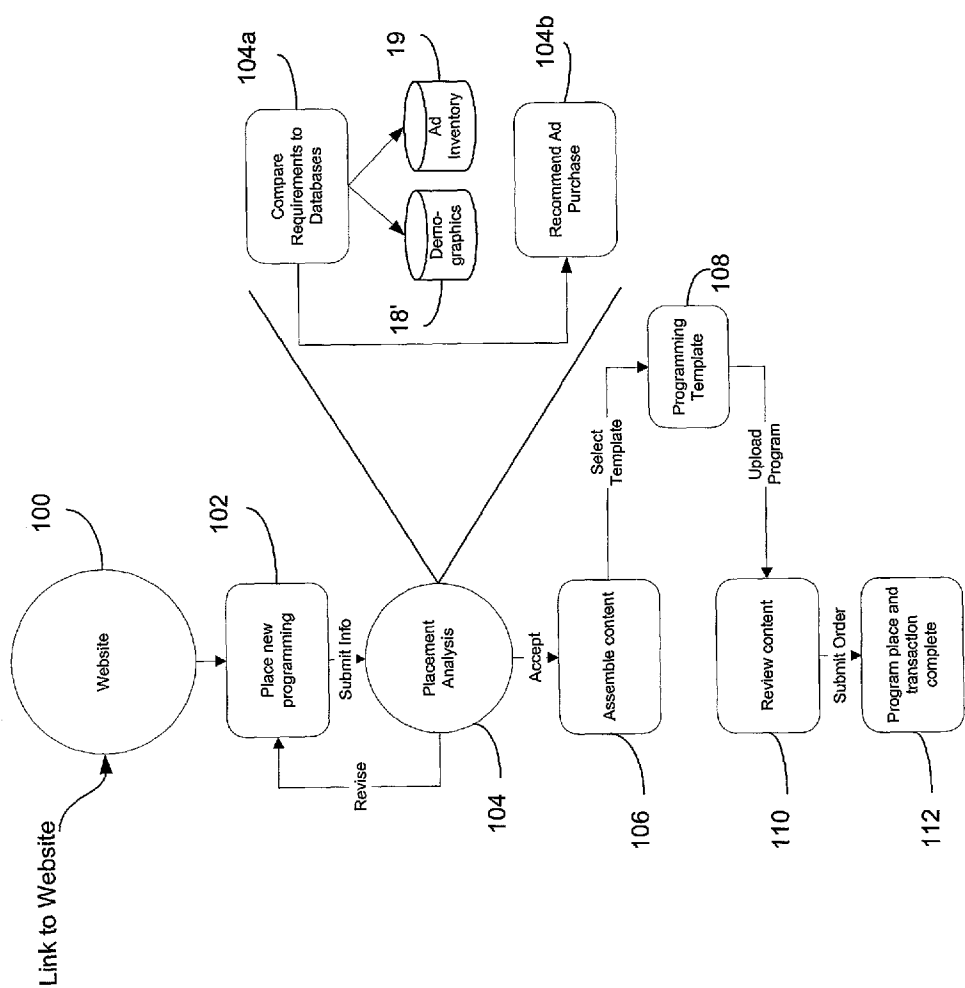 Link to Website
100
Website
102
Place new
programming
Submit Info
Revise
Placement
Analysis
104
Accept
104a
Compare
Requirements to
Databases
18'
Demo-
graphics
19
Ad
Inventory
104b
Recommend Ad
Purchase
106
Assemble content
Select
Template
108
Programming
Template
Upload
Program
110
Review content
Submit Order
112
Program place and
transaction
complete